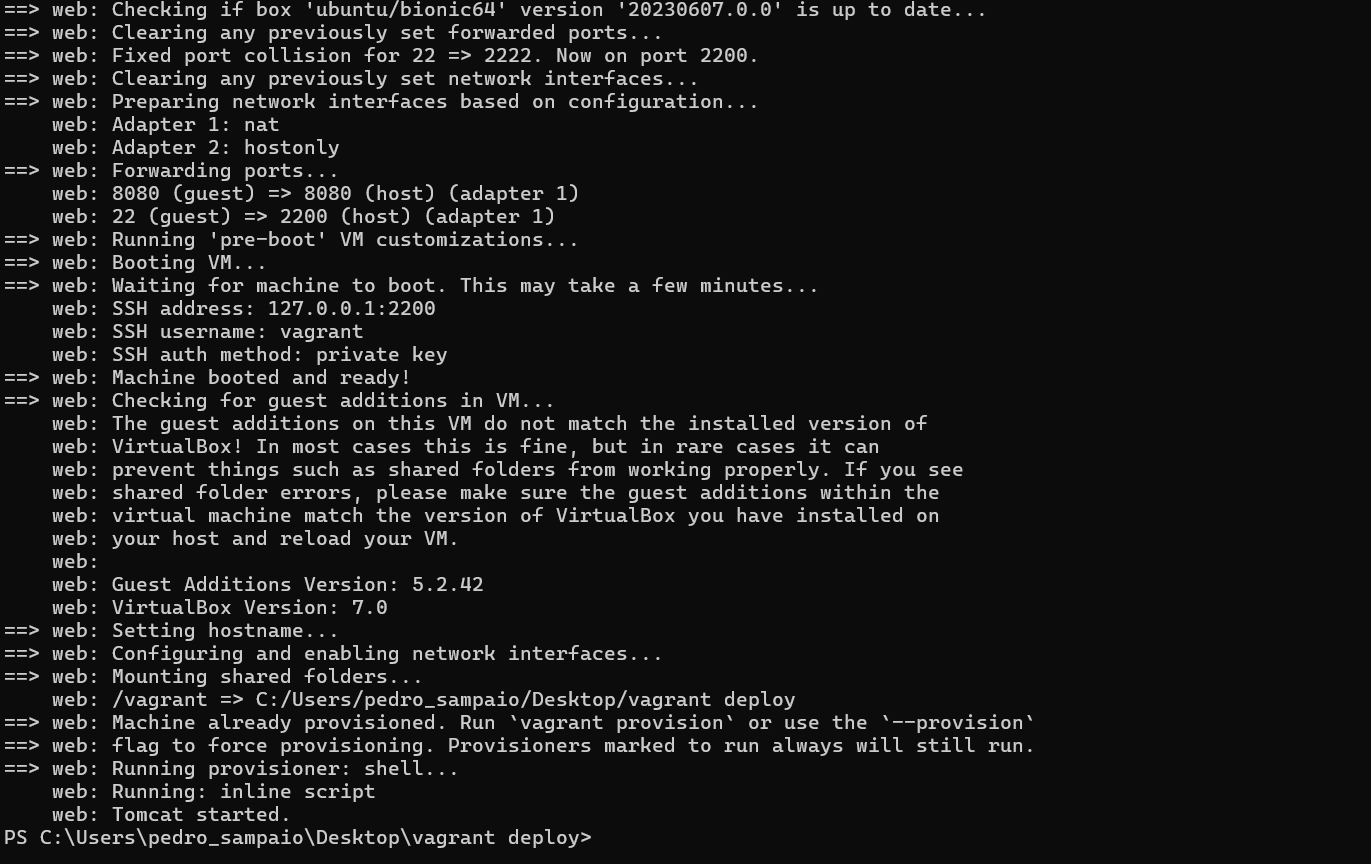 ==> web: Checking if box 'ubuntu/bionic64' version '20230607.0.0' is up to date...
==> web: Clearing any previously set forwarded ports...
==> web: Fixed port collision for 22 => 2222. Now on port 2200.
==> web: Clearing any previously set network interfaces...
==> web: Preparing network interfaces based on configuration...
    web: Adapter 1: nat
    web: Adapter 2: hostonly
==> web: Forwarding ports...
    web: 8080 (guest) => 8080 (host) (adapter 1)
    web: 22 (guest) => 2200 (host) (adapter 1)
==> web: Running 'pre-boot' VM customizations...
==> web: Booting VM...
==> web: Waiting for machine to boot. This may take a few minutes...
    web: SSH address: 127.0.0.1:2200
    web: SSH username: vagrant
    web: SSH auth method: private key
==> web: Machine booted and ready!
==> web: Checking for guest additions in VM...
    web: The guest additions on this VM do not match the installed version of
    web: VirtualBox! In most cases this is fine, but in rare cases it can
    web: prevent things such as shared folders from working properly. If you see
    web: shared folder errors, please make sure the guest additions within the
    web: virtual machine match the version of VirtualBox you have installed on
    web: your host and reload your VM.
    web:
    web: Guest Additions Version: 5.2.42
    web: VirtualBox Version: 7.0
==> web: Setting hostname...
==> web: Configuring and enabling network interfaces...
==> web: Mounting shared folders...
    web: /vagrant => C:/Users/pedro_sampaio/Desktop/vagrant deploy
==> web: Machine already provisioned. Run `vagrant provision` or use the `--provision`
==> web: flag to force provisioning. Provisioners marked to run always will still run.
==> web: Running provisioner: shell...
    web: Running: inline script
    web: Tomcat started.
PS C:\Users\pedro_sampaio\Desktop\vagrant deploy>